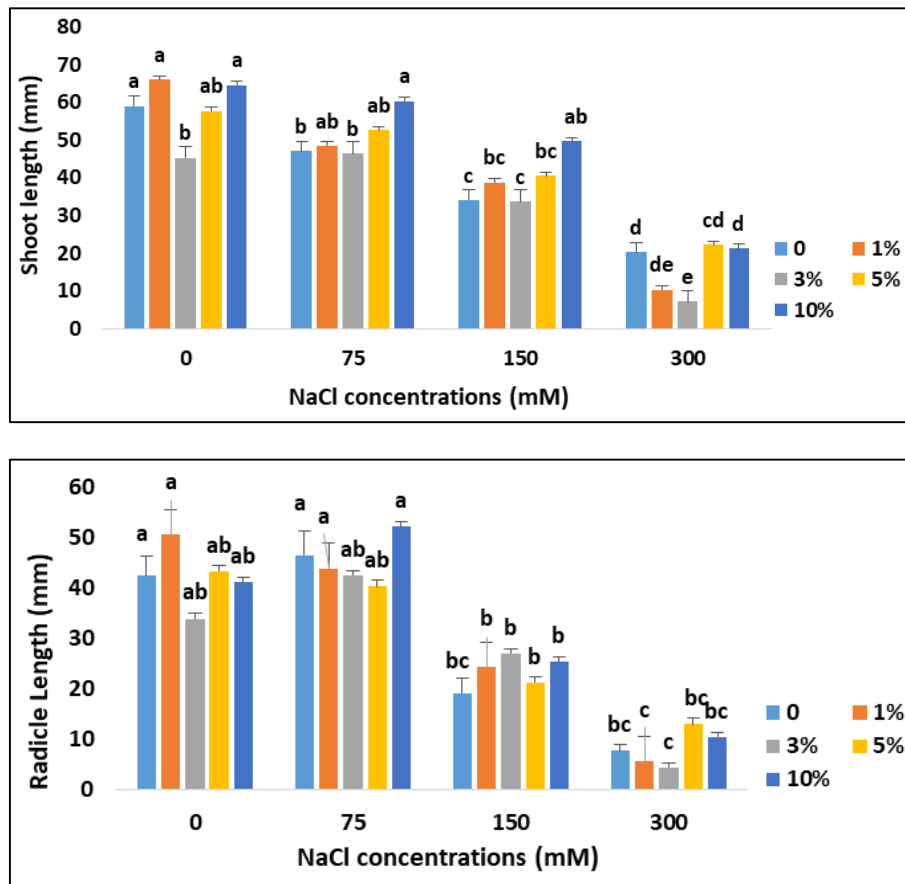 Shoot length (mm)
80
70
60
50
40
30
20
10
0
a a b ab a
b ab b ab a
c bc c bc ab
d de e cd d
0 75 150 300
NaCl concentrations (mM)
0 1%
3% 5%
10%
Radicle Length (mm)
60
50
40
30
20
10
0
a a ab ab ab
a a ab ab a
bc b b b b
bc c c bc bc
0 75 150 300
NaCl concentrations (mM)
0 1%
3% 5%
10%